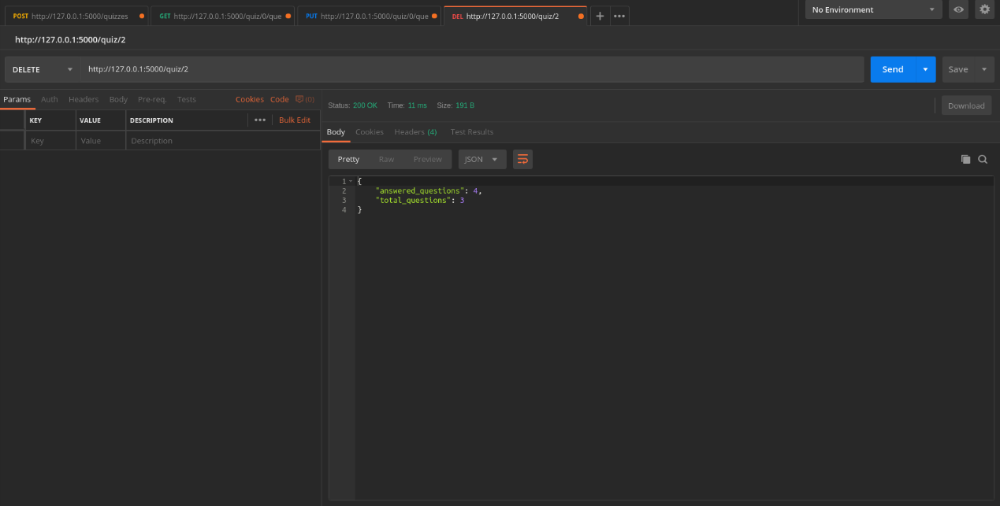 POST http://127.0.0.1:5000/quizzes GET http://127.0.0.1:5000/quiz/0/que PUT http://127.0.0.1:5000/quiz/0/que DEL http://127.0.0.1:5000/quiz/2 + ••• No Environment
http://127.0.0.1:5000/quiz/2
DELETE http://127.0.0.1:5000/quiz/2 Send Save
Params Auth Headers Body Pre-req. Tests Cookies Code (0)
Status: 200 OK Time: 11 ms Size: 191 B Download
KEY VALUE DESCRIPTION ••• Bulk Edit
Key Value Description
Body Cookies Headers (4) Test Results
Pretty Raw Preview JSON
1 {
2 "answered_questions": 4,
3 "total_questions": 3
4 }